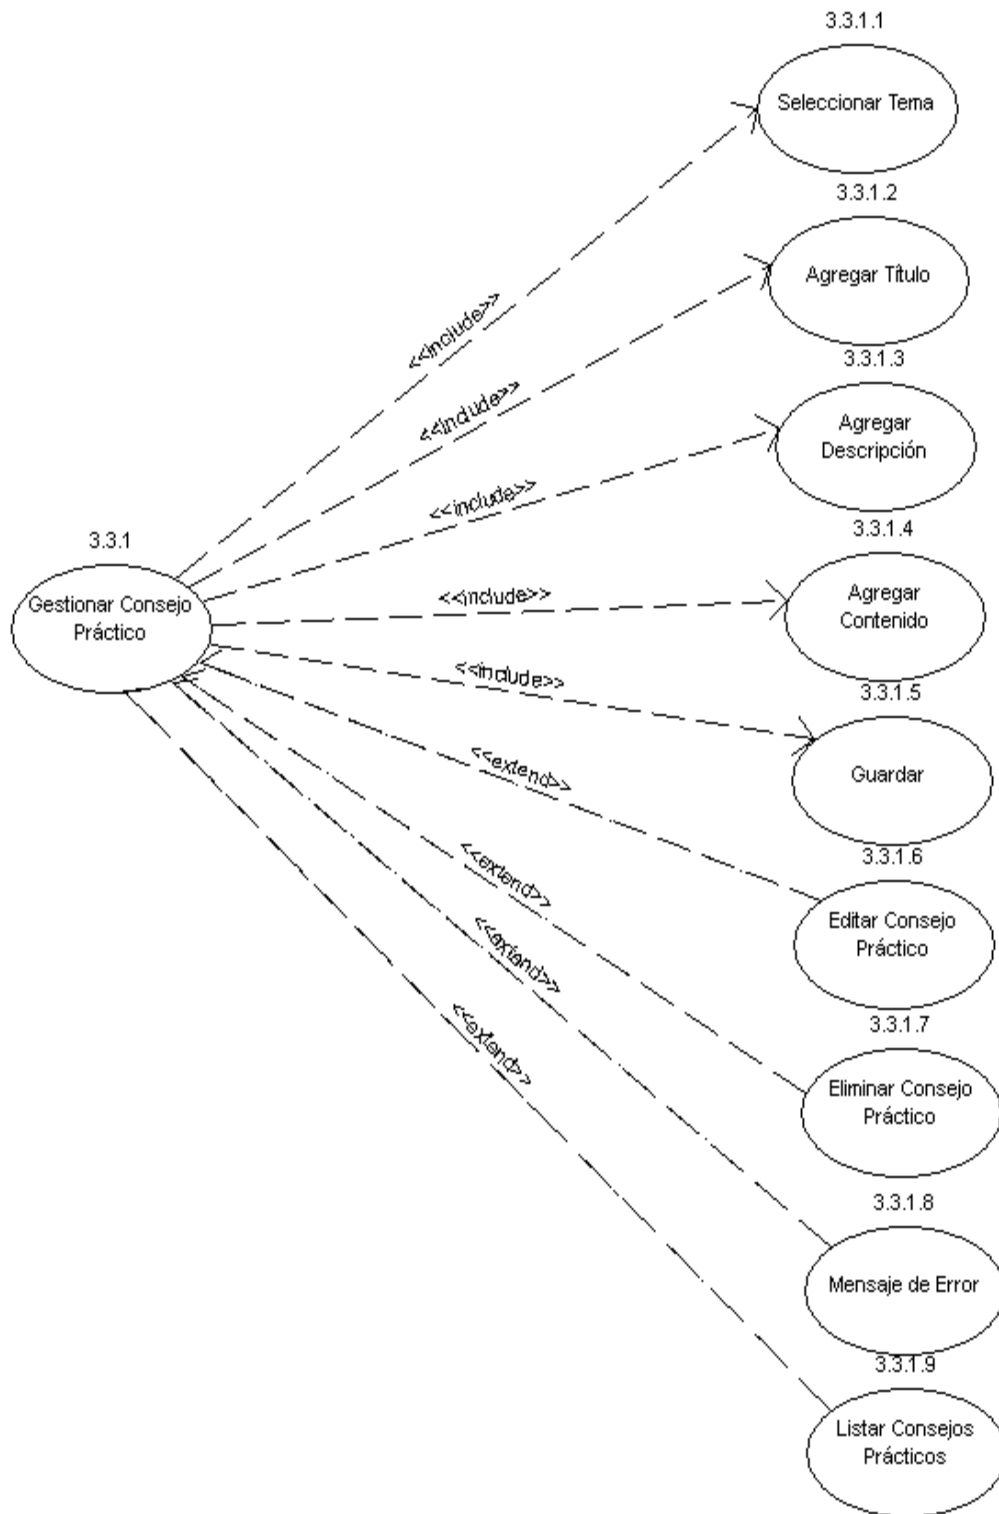 3.3.1.1
Seleccionar Tema
3.3.1.2
Agregar Título
3.3.1.3
Agregar
Descripción
3.3.1.4
Agregar
Contenido
3.3.1.5
Guardar
3.3.1.6
Editar Consejo
Práctico
3.3.1.7
Eliminar Consejo
Práctico
3.3.1.8
Mensaje de Error
3.3.1.9
Listar Consejos
Prácticos
3.3.1
Gestionar Consejo
Práctico
<<include>>
<<include>>
<<include>>
<<include>>
<<include>>
<<extend>>
<<extend>>
<<extend>>
<<extend>>